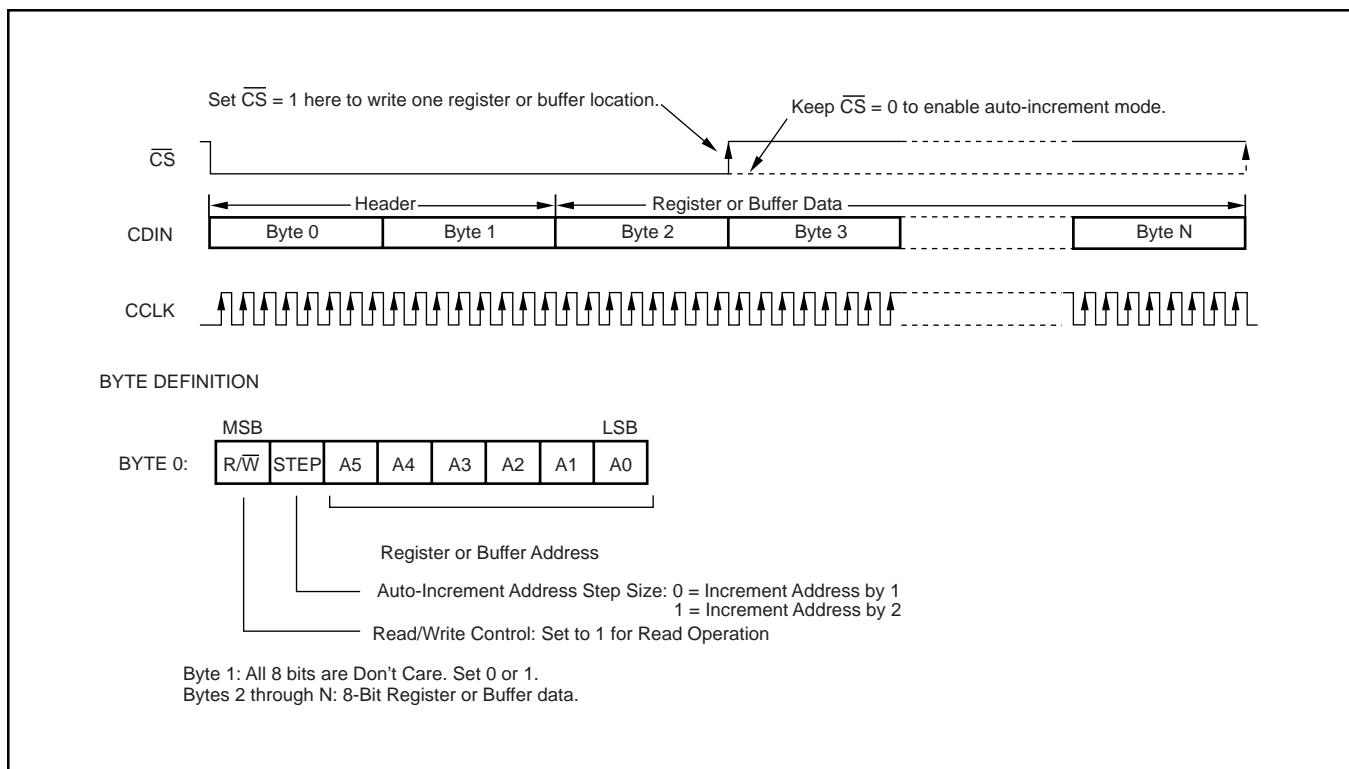 Set CS = 1 here to write one register or buffer location.
Keep CS = 0 to enable auto-increment mode.
CS
Header
Register or Buffer Data
CDIN
Byte 0
Byte 1
Byte 2
Byte 3
Byte N
CCLK
BYTE DEFINITION
MSB
LSB
BYTE 0:
R/W
STEP
A5
A4
A3
A2
A1
A0
Register or Buffer Address
Auto-Increment Address Step Size: 0 = Increment Address by 1
1 = Increment Address by 2
Read/Write Control: Set to 1 for Read Operation
Byte 1: All 8 bits are Don’t Care. Set 0 or 1.
Bytes 2 through N: 8-Bit Register or Buffer data.